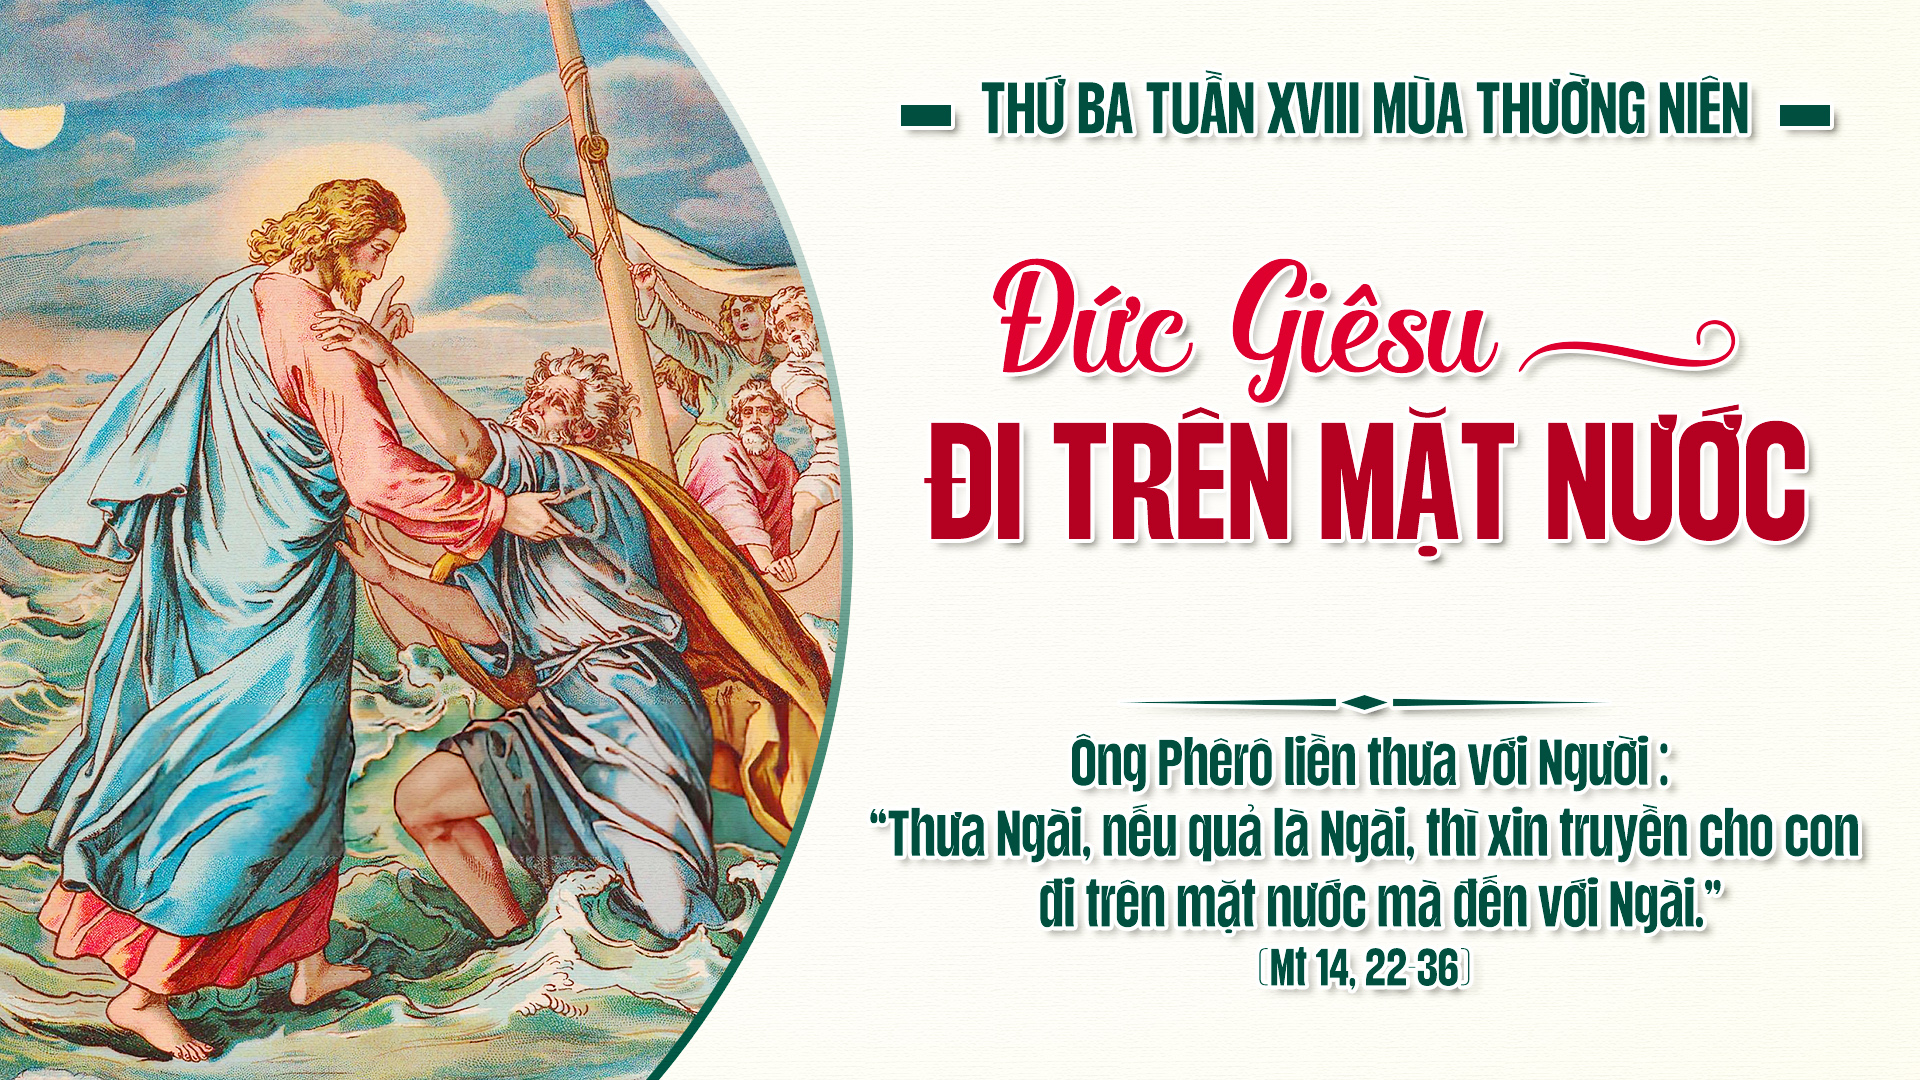 THỨ BA TUẦN XVIII MÙA THƯỜNG NIÊN
Đức Giêsu
ĐI TRÊN MẶT NƯỚC
Ông Phêrô liền thưa với Người :
“Thưa Ngài, nếu quả là Ngài, thì xin truyền cho con
đi trên mặt nước mà đến với Ngài.”
(Mt 14, 22-36)